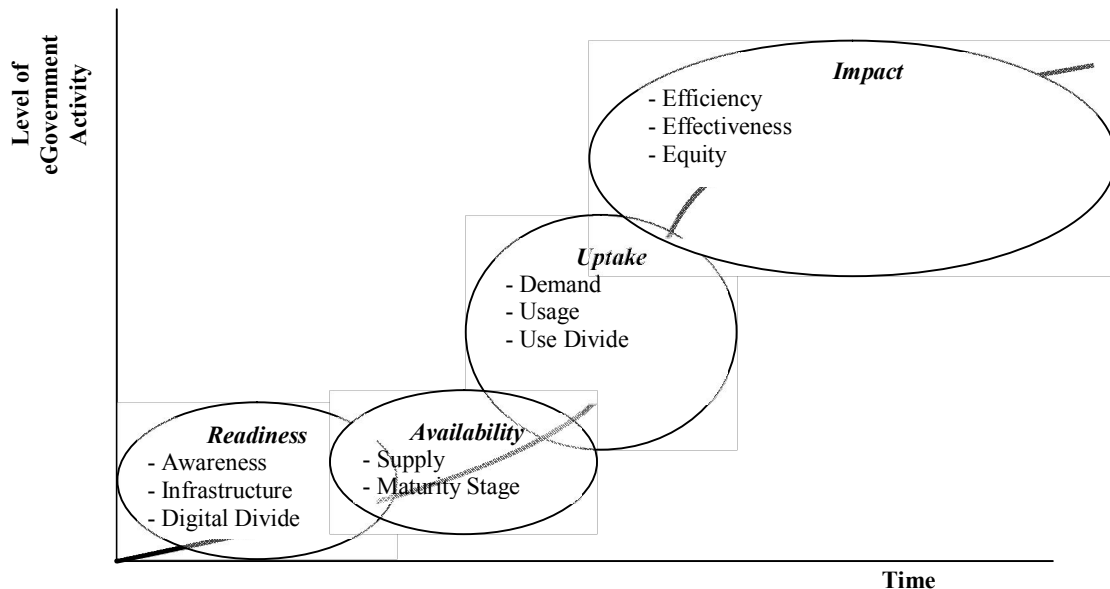 Level of
eGovernment
Activity
Impact
- Efficiency
- Effectiveness
- Equity
Uptake
- Demand
- Usage
- Use Divide
Readiness
- Awareness
- Infrastructure
- Digital Divide
Availability
- Supply
- Maturity Stage
Time